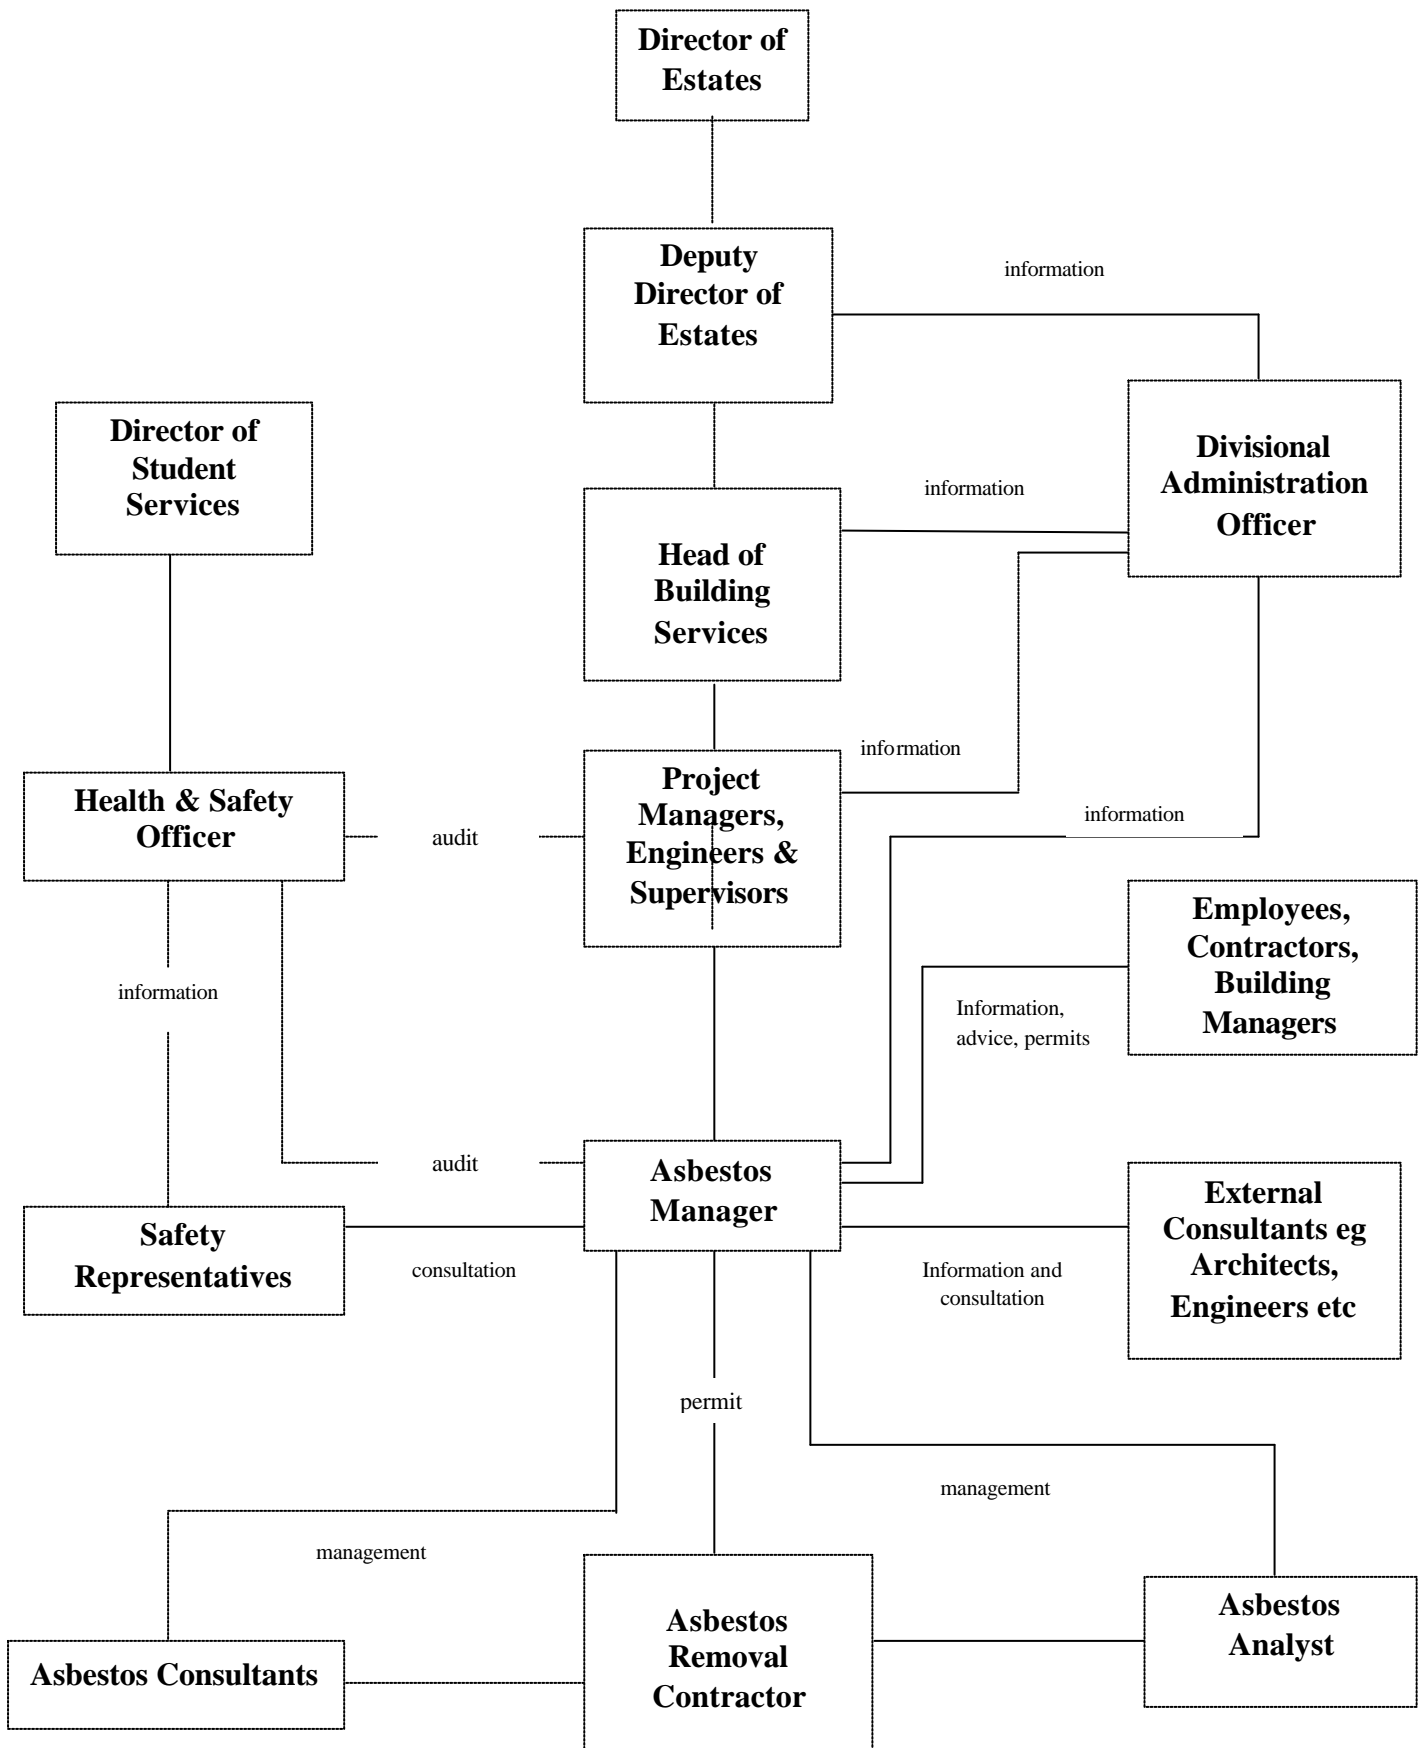 Director of
Estates
Deputy
Director of
Estates
information
Director of
Student
Services
Divisional
Administration
Officer
information
Head of
Building
Services
information
Project
Managers,
Engineers &
Supervisors
Health & Safety
Officer
audit
information
Employees,
Contractors,
Building
Managers
information
Information,
advice, permits
audit
Asbestos
Manager
Safety
Representatives
consultation
External
Consultants eg
Architects,
Engineers etc
Information and
consultation
permit
management
management
Asbestos Consultants
Asbestos
Removal
Contractor
Asbestos
Analyst